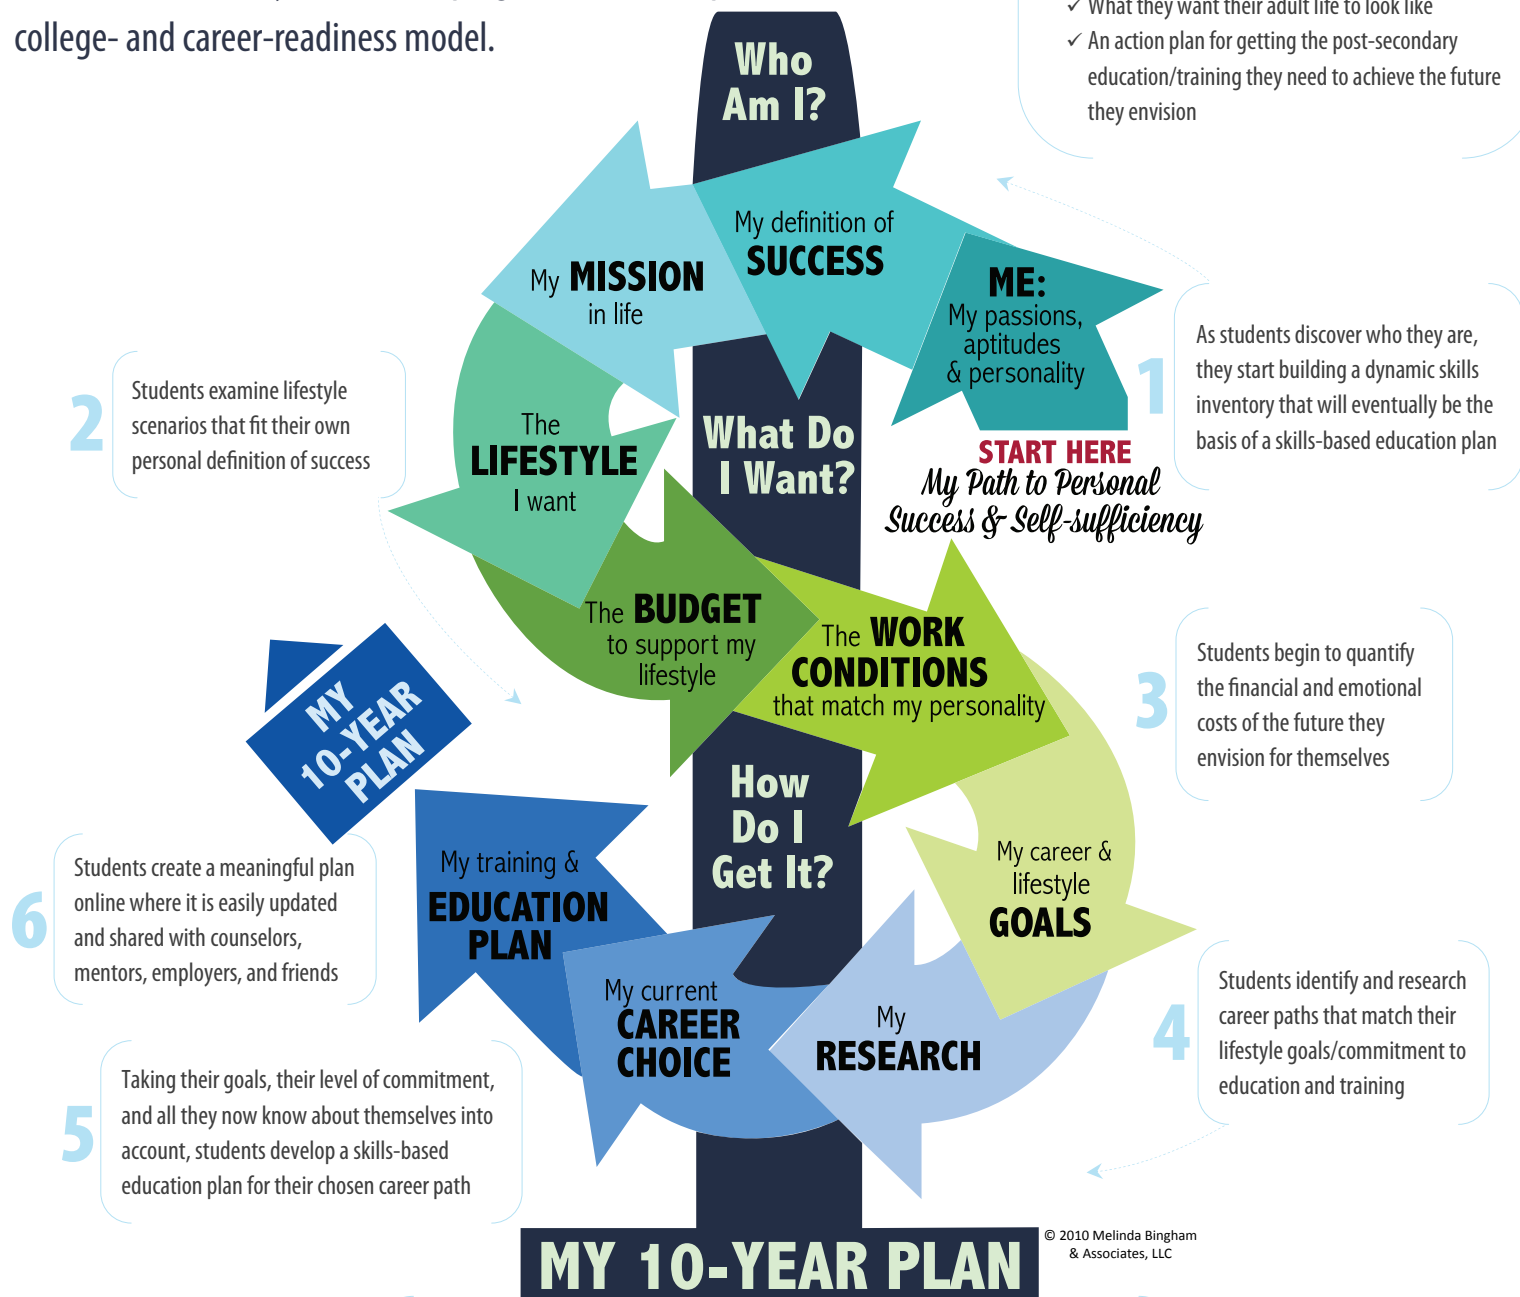 college- and career-readiness model.
✓ What they want their adult life to look like
✓ An action plan for getting the post-secondary
education/training they need to achieve the future
they envision
Who
Am I?
My definition of
SUCCESS
ME:
My passions,
aptitudes
& personality
START HERE
My Path to Personal
Success & Self-sufficiency
1
As students discover who they are,
they start building a dynamic skills
inventory that will eventually be the
basis of a skills-based education plan
My MISSION
in life
2
Students examine lifestyle
scenarios that fit their own
personal definition of success
The
LIFESTYLE
I want
What Do
I Want?
The BUDGET
to support my
lifestyle
The WORK
CONDITIONS
that match my personality
3
Students begin to quantify
the financial and emotional
costs of the future they
envision for themselves
How
Do I
Get It?
My career &
lifestyle
GOALS
4
Students identify and research
career paths that match their
lifestyle goals/commitment to
education and training
My
RESEARCH
My current
CAREER
CHOICE
5
Taking their goals, their level of commitment,
and all they now know about themselves into
account, students develop a skills-based
education plan for their chosen career path
My training &
EDUCATION
PLAN
6
Students create a meaningful plan
online where it is easily updated
and shared with counselors,
mentors, employers, and friends
MY
10-YEAR
PLAN
MY 10-YEAR PLAN
© 2010 Melinda Bingham
& Associates, LLC